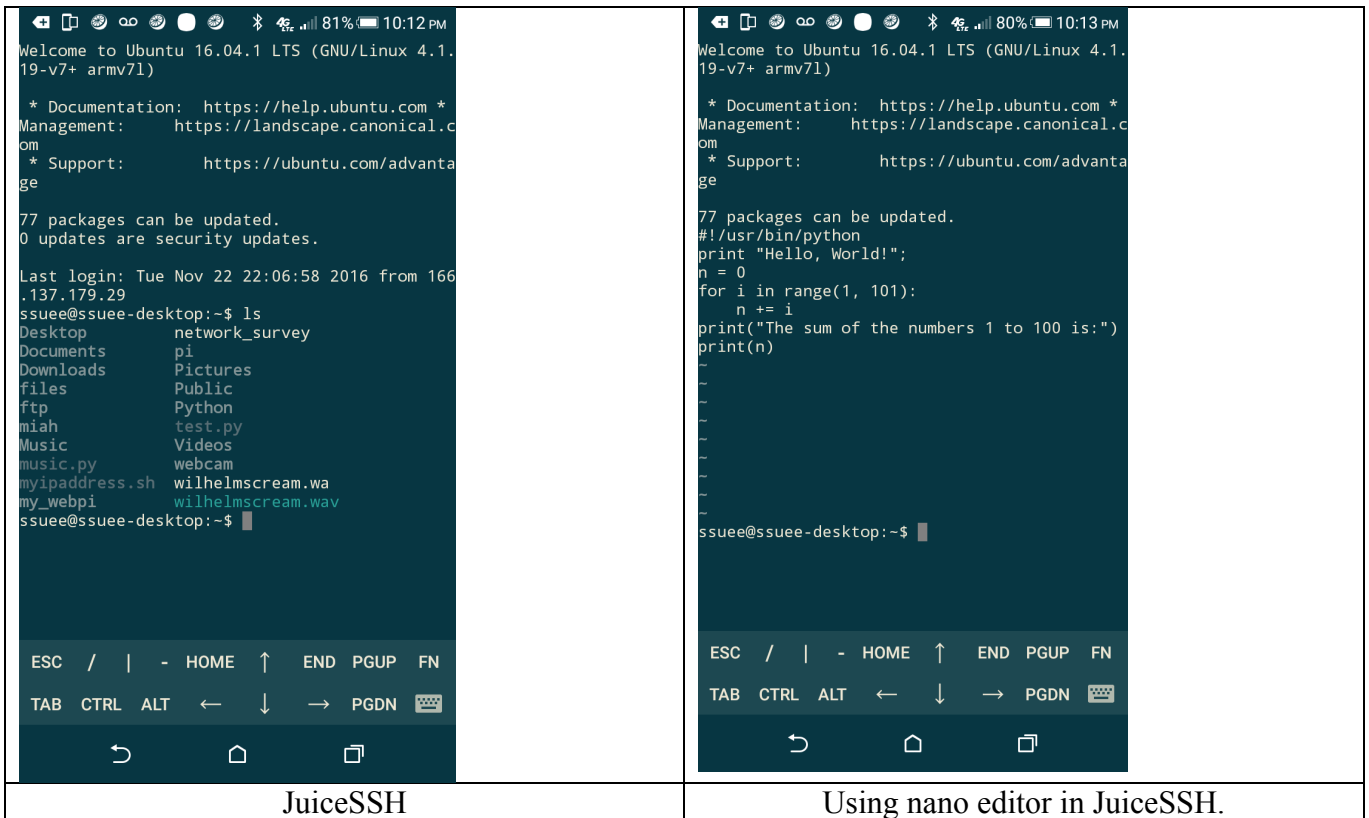 81% 10:12 PM
Welcome to Ubuntu 16.04.1 LTS (GNU/Linux 4.1.
19-v7+ armv7l)
 * Documentation:  https://help.ubuntu.com *
Management:     https://landscape.canonical.c
om
 * Support:        https://ubuntu.com/advanta
ge
77 packages can be updated.
0 updates are security updates.
Last login: Tue Nov 22 22:06:58 2016 from 166
.137.179.29
ssuee@ssuee-desktop:~$ ls
Desktop         network_survey
Documents       pi
Downloads       Pictures
files           Public
ftp             Python
miah            test.py
Music           Videos
music.py        webcam
myipaddress.sh  wilhelmscream.wa
my_webpi        wilhelmscream.wav
ssuee@ssuee-desktop:~$
ESC / | - HOME ↑ END PGUP FN
TAB CTRL ALT ← ↓ → PGDN
JuiceSSH
4G LTE 80% 10:13 PM
Welcome to Ubuntu 16.04.1 LTS (GNU/Linux 4.1.
19-v7+ armv7l)
 * Documentation:  https://help.ubuntu.com *
Management:     https://landscape.canonical.c
om
 * Support:        https://ubuntu.com/advanta
ge
77 packages can be updated.
#!/usr/bin/python
print "Hello, World!";
n = 0
for i in range(1, 101):
    n += i
print("The sum of the numbers 1 to 100 is:")
print(n)
~
~
~
~
~
~
~
~
~
ssuee@ssuee-desktop:~$
ESC / | - HOME ↑ END PGUP FN
TAB CTRL ALT ← ↓ → PGDN
Using nano editor in JuiceSSH.